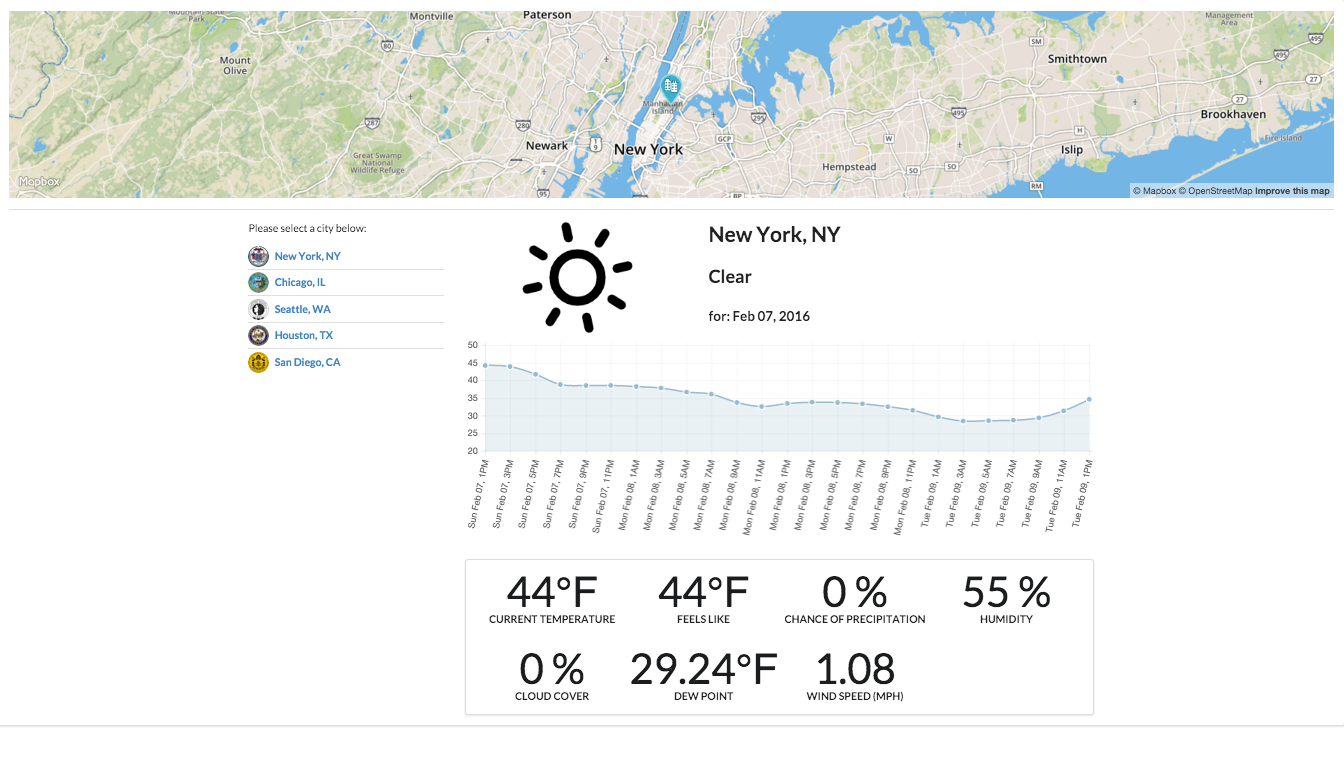 Mountain State Park
Montville
Paterson
Management Area
80
Mount Olive
SM
Smithtown
495
495
27
Manhattan Island
287
280
295
495
27
Brookhaven
Great Swamp National Wildlife Refuge
Newark
1 9
New York
GCP
W
H
Islip
Fire Island
Hempstead
SO
SO
Mapbox
95
BP
RM
© Mapbox © OpenStreetMap Improve this map
Please select a city below:
New York, NY
Chicago, IL
Seattle, WA
Houston, TX
San Diego, CA
New York, NY
Clear
for: Feb 07, 2016
50
45
40
35
30
25
20
Sun Feb 07, 1PM
Sun Feb 07, 3PM
Sun Feb 07, 5PM
Sun Feb 07, 7PM
Sun Feb 07, 9PM
Sun Feb 07, 11PM
Mon Feb 08, 1AM
Mon Feb 08, 3AM
Mon Feb 08, 5AM
Mon Feb 08, 7AM
Mon Feb 08, 9AM
Mon Feb 08, 11AM
Mon Feb 08, 1PM
Mon Feb 08, 3PM
Mon Feb 08, 5PM
Mon Feb 08, 7PM
Mon Feb 08, 9PM
Mon Feb 08, 11PM
Tue Feb 09, 1AM
Tue Feb 09, 3AM
Tue Feb 09, 5AM
Tue Feb 09, 7AM
Tue Feb 09, 9AM
Tue Feb 09, 11AM
Tue Feb 09, 1PM
44°F 44°F 0 % 55 %
CURRENT TEMPERATURE FEELS LIKE CHANCE OF PRECIPITATION HUMIDITY
0 % 29.24°F 1.08
CLOUD COVER DEW POINT WIND SPEED (MPH)